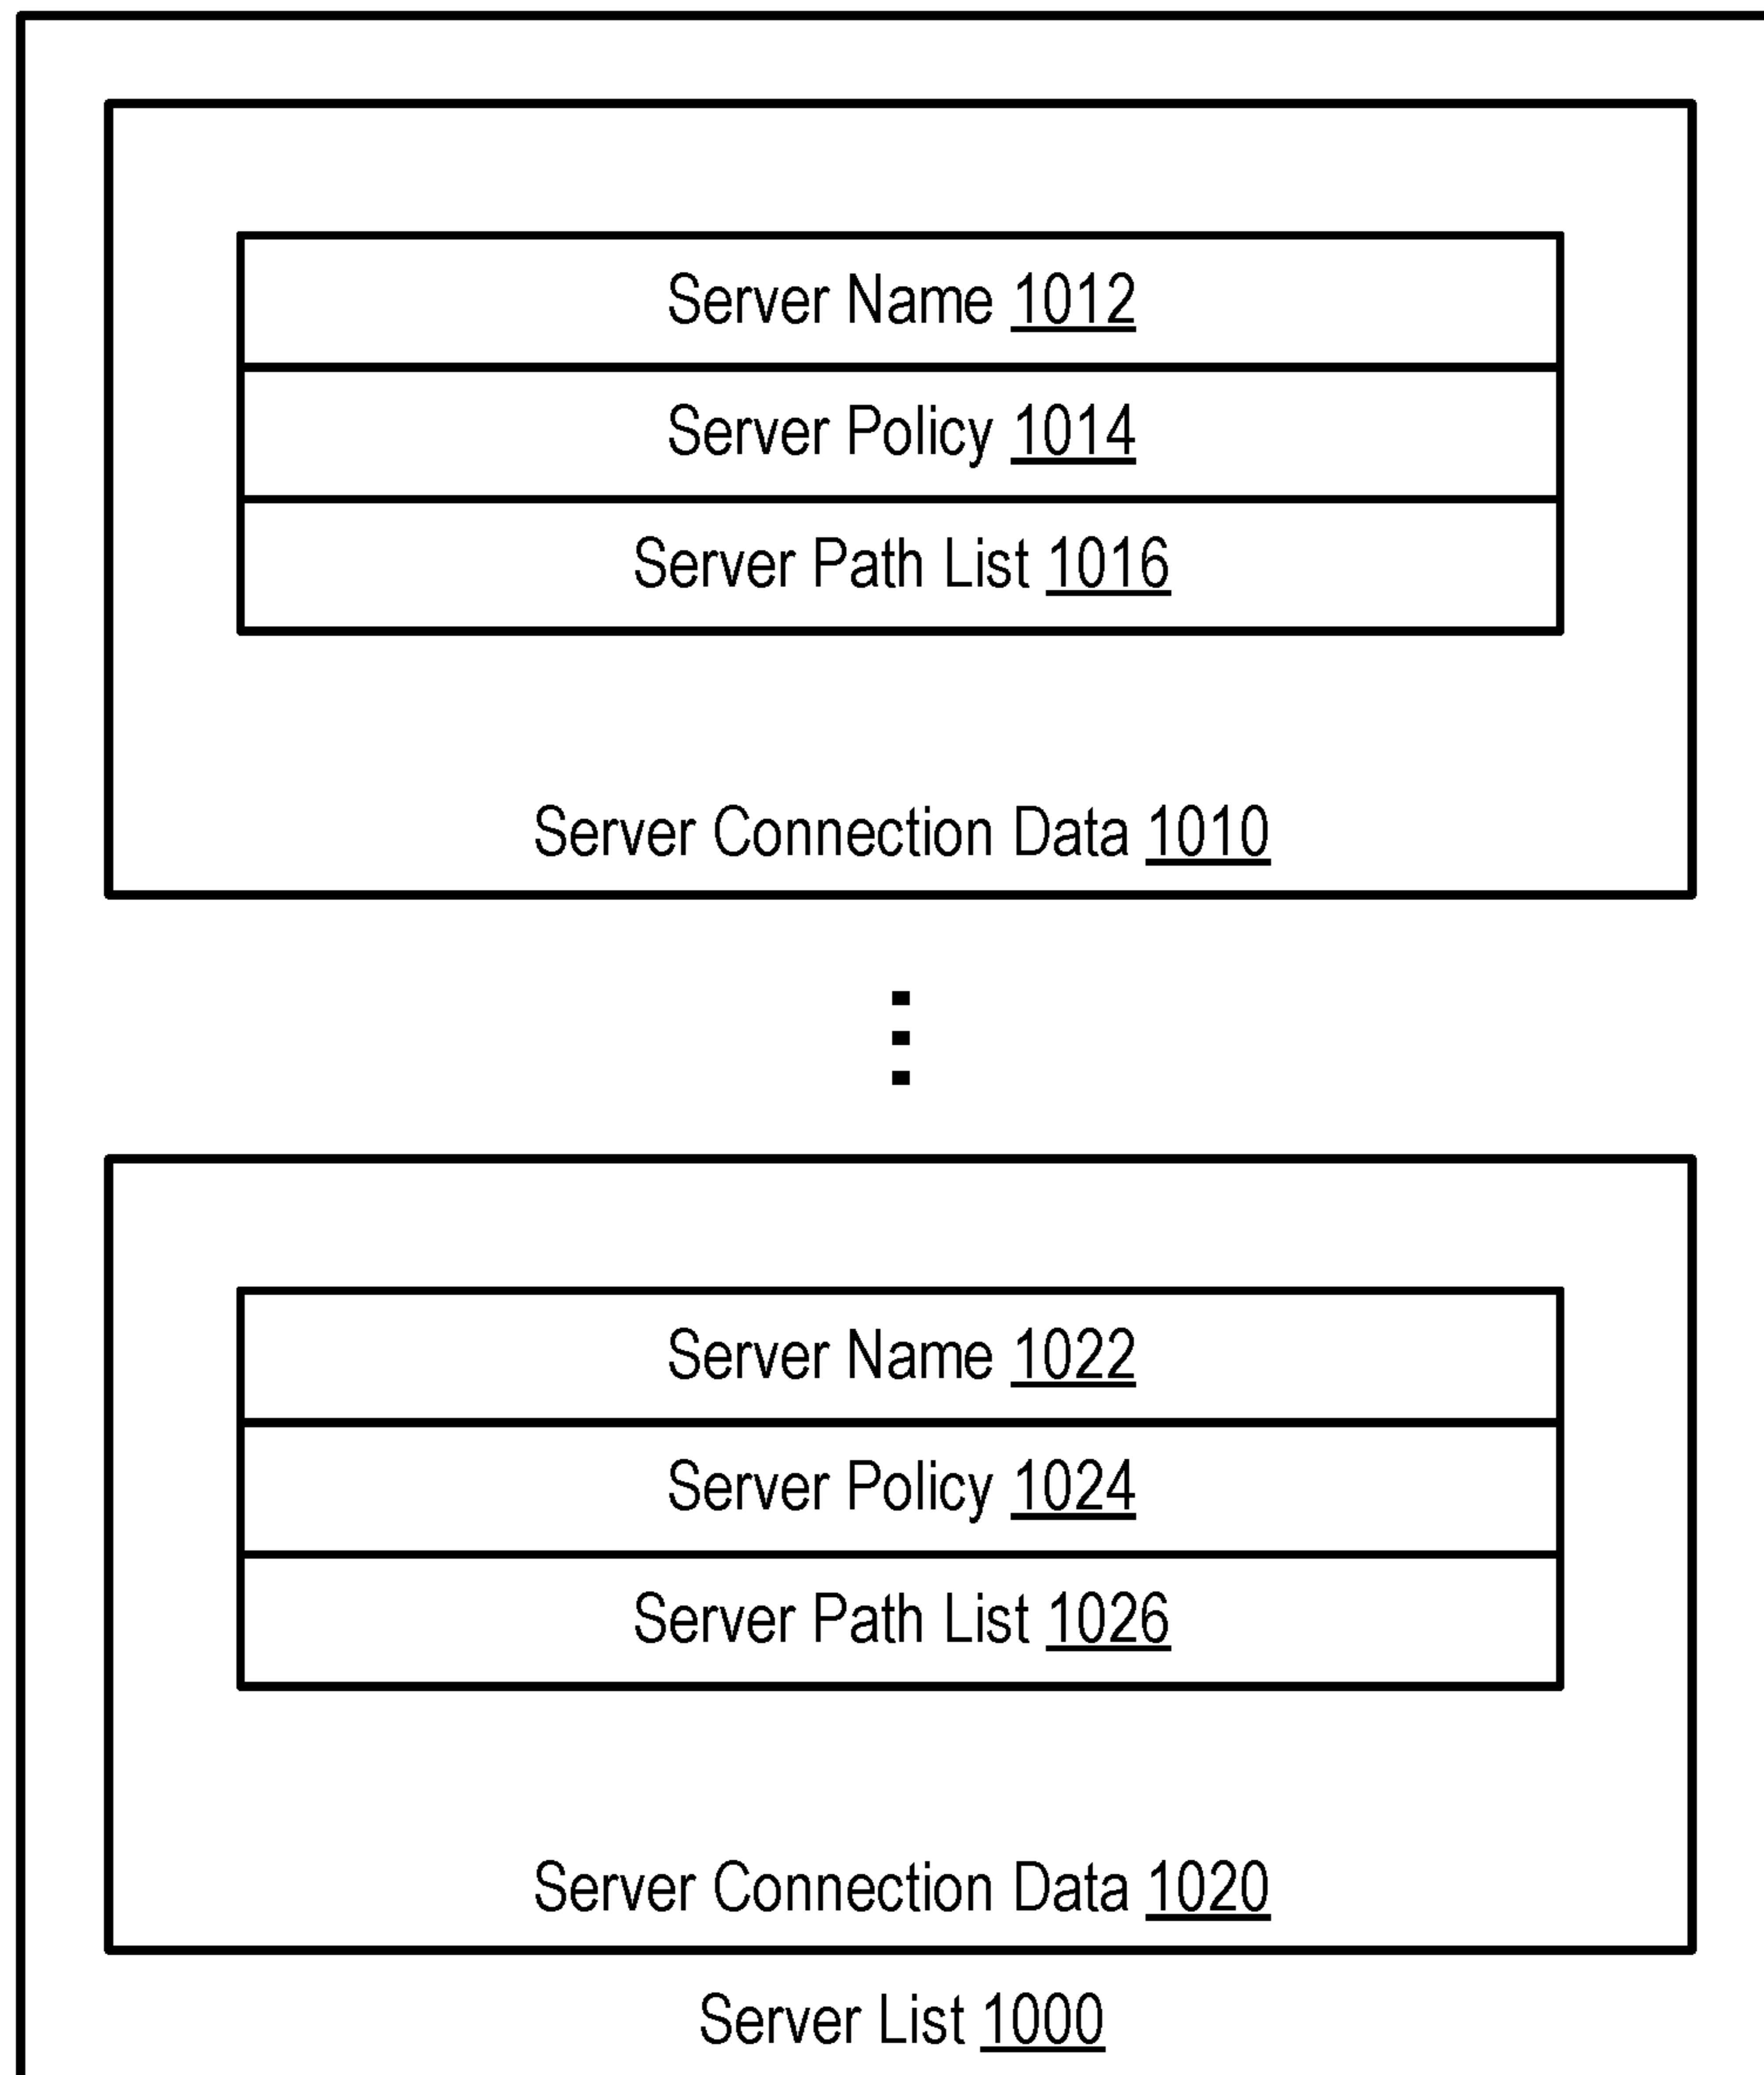 Server Name 1012
Server Policy 1014
Server Path List 1016
Server Connection Data 1010
Server Name 1022
Server Policy 1024
Server Path List 1026
Server Connection Data 1020
Server List 1000